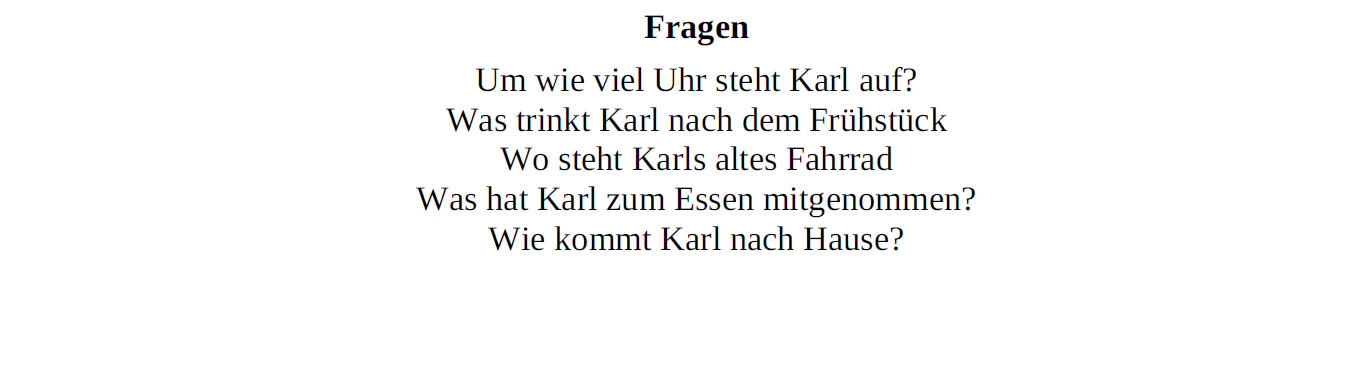 Fragen
Um wie viel Uhr steht Karl auf?
Was trinkt Karl nach dem Frühstück
Wo steht Karls altes Fahrrad
Was hat Karl zum Essen mitgenommen?
Wie kommt Karl nach Hause?